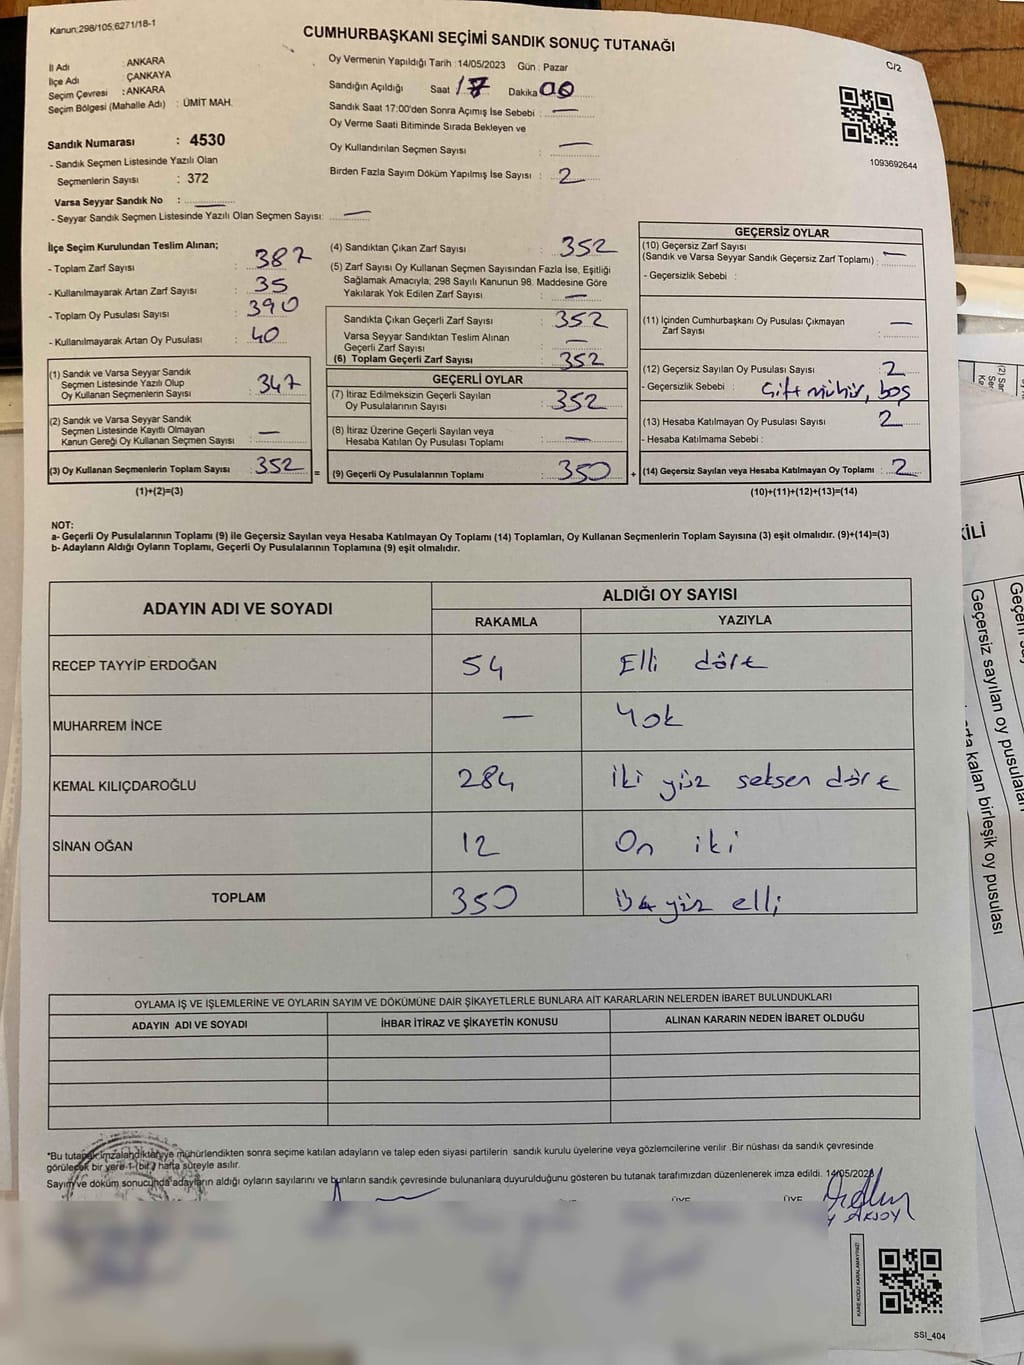 Kanun;298/105,6271/18-1
CUMHURBAŞKANI SEÇİMİ SANDIK SONUÇ TUTANAĞI
C/2
İl Adı : ANKARA
İlçe Adı : ÇANKAYA
Seçim Çevresi : ANKARA
Seçim Bölgesi (Mahalle Adı) : ÜMİT MAH.
Oy Vermenin Yapıldığı Tarih :14/05/2023 Gün : Pazar
Sandığın Açıldığı Saat 17 Dakika 00
Sandık Saat 17:00'den Sonra Açımış İse Sebebi : —
Oy Verme Saati Bitiminde Sırada Bekleyen ve
Oy Kullandırılan Seçmen Sayısı : —
Birden Fazla Sayım Döküm Yapılmış İse Sayısı : 2
1093692644
Sandık Numarası : 4530
- Sandık Seçmen Listesinde Yazılı Olan
Seçmenlerin Sayısı : 372
Varsa Seyyar Sandık No : —
- Seyyar Sandık Seçmen Listesinde Yazılı Olan Seçmen Sayısı: —
İlçe Seçim Kurulundan Teslim Alınan;
- Toplam Zarf Sayısı : 387
- Kullanılmayarak Artan Zarf Sayısı : 35
- Toplam Oy Pusulası Sayısı : 390
- Kullanılmayarak Artan Oy Pusulası : 40
(1) Sandık ve Varsa Seyyar Sandık
Seçmen Listesinde Yazılı Olup
Oy Kullanan Seçmenlerin Sayısı : 347
(2) Sandık ve Varsa Seyyar Sandık
Seçmen Listesinde Kayıtlı Olmayan
Kanun Gereği Oy Kullanan Seçmen Sayısı : —
(3) Oy Kullanan Seçmenlerin Toplam Sayısı : 352 =
(1)+(2)=(3)
(4) Sandıktan Çıkan Zarf Sayısı : 352
(5) Zarf Sayısı Oy Kullanan Seçmen Sayısından Fazla İse, Eşitliği
Sağlamak Amacıyla; 298 Sayılı Kanunun 98. Maddesine Göre
Yakılarak Yok Edilen Zarf Sayısı : —
Sandıkta Çıkan Geçerli Zarf Sayısı : 352
Varsa Seyyar Sandıktan Teslim Alınan
Geçerli Zarf Sayısı : —
(6) Toplam Geçerli Zarf Sayısı : 352
GEÇERLİ OYLAR
(7) İtiraz Edilmeksizin Geçerli Sayılan
Oy Pusulalarının Sayısı : 352
(8) İtiraz Üzerine Geçerli Sayılan veya
Hesaba Katılan Oy Pusulası Toplamı : —
(9) Geçerli Oy Pusulalarının Toplamı : 350 +
GEÇERSİZ OYLAR
(10) Geçersiz Zarf Sayısı
(Sandık ve Varsa Seyyar Sandık Geçersiz Zarf Toplamı) : —
- Geçersizlik Sebebi :
(11) İçinden Cumhurbaşkanı Oy Pusulası Çıkmayan
Zarf Sayısı : —
(12) Geçersiz Sayılan Oy Pusulası Sayısı : 2
- Geçersizlik Sebebi : Çift mühür, boş
(13) Hesaba Katılmayan Oy Pusulası Sayısı : 2
- Hesaba Katılmama Sebebi :
(14) Geçersiz Sayılan veya Hesaba Katılmayan Oy Toplamı : 2
(10)+(11)+(12)+(13)=(14)
NOT:
a- Geçerli Oy Pusulalarının Toplamı (9) ile Geçersiz Sayılan veya Hesaba Katılmayan Oy Toplamı (14) Toplamları, Oy Kullanan Seçmenlerin Toplam Sayısına (3) eşit olmalıdır. (9)+(14)=(3)
b- Adayların Aldığı Oyların Toplamı, Geçerli Oy Pusulalarının Toplamına (9) eşit olmalıdır.
ADAYIN ADI VE SOYADI ALDIĞI OY SAYISI
RAKAMLA YAZIYLA
RECEP TAYYİP ERDOĞAN 54 Elli dört
MUHARREM İNCE — Yok
KEMAL KILIÇDAROĞLU 284 İki yüz seksen dört
SİNAN OĞAN 12 On iki
TOPLAM 350 yüz elli
OYLAMA İŞ VE İŞLEMLERİNE VE OYLARIN SAYIM VE DÖKÜMÜNE DAİR ŞİKAYETLERLE BUNLARA AİT KARARLARIN NELERDEN İBARET BULUNDUKLARI
ADAYIN ADI VE SOYADI İHBAR İTİRAZ VE ŞİKAYETİN KONUSU ALINAN KARARIN NEDEN İBARET OLDUĞU
*Bu tutanak imzalandıktan ve mühürlendikten sonra seçime katılan adayların ve talep eden siyasi partilerin sandık kurulu üyelerine veya gözlemcilerine verilir. Bir nüshası da sandık çevresinde
görülecek bir yere 1 (bir) hafta süreyle asılır.
Sayım ve döküm sonucunda adayların aldığı oyların sayılarını ve bunların sandık çevresinde bulunanlara duyurulduğunu gösteren bu tutanak tarafımızdan düzenlenerek imza edildi. 14/05/2023
ÜYE ÜYE
AKSOY
KARE KODU KARALAMAYINIZ!
SSI_404
KİLİ
Geçersiz sayılan oy pusulaları
kalan birleşik oy pusulası